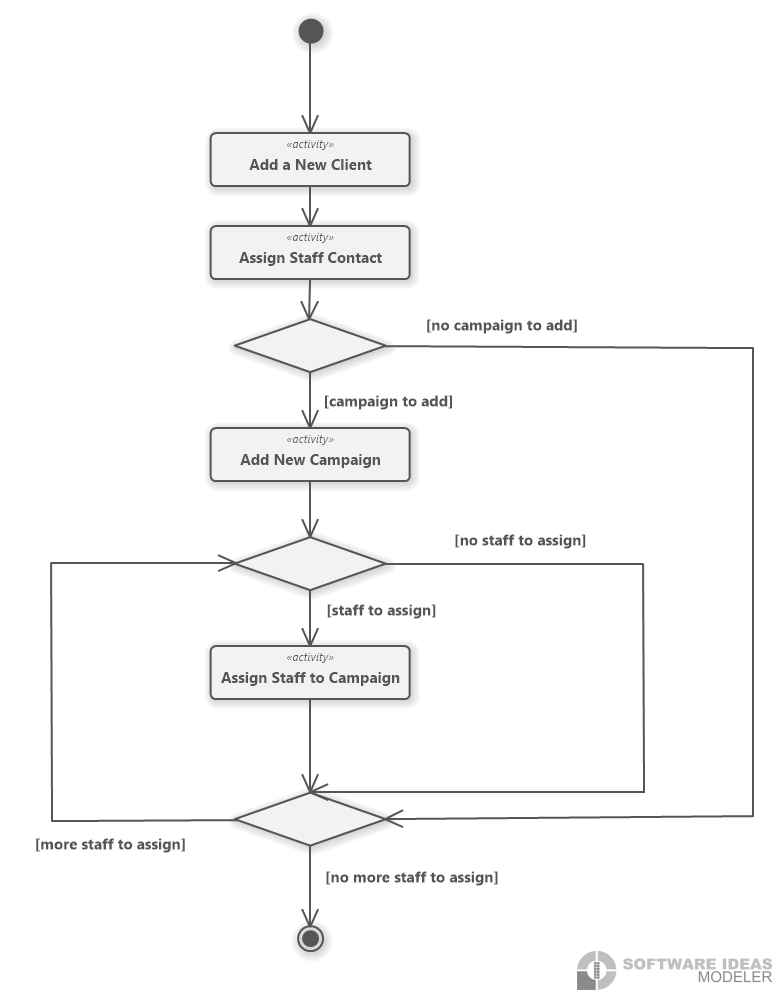 «activity»
Add a New Client
«activity»
Assign Staff Contact
[no campaign to add]
[campaign to add]
«activity»
Add New Campaign
[no staff to assign]
[staff to assign]
«activity»
Assign Staff to Campaign
[more staff to assign]
[no more staff to assign]
SOFTWARE IDEAS
MODELER